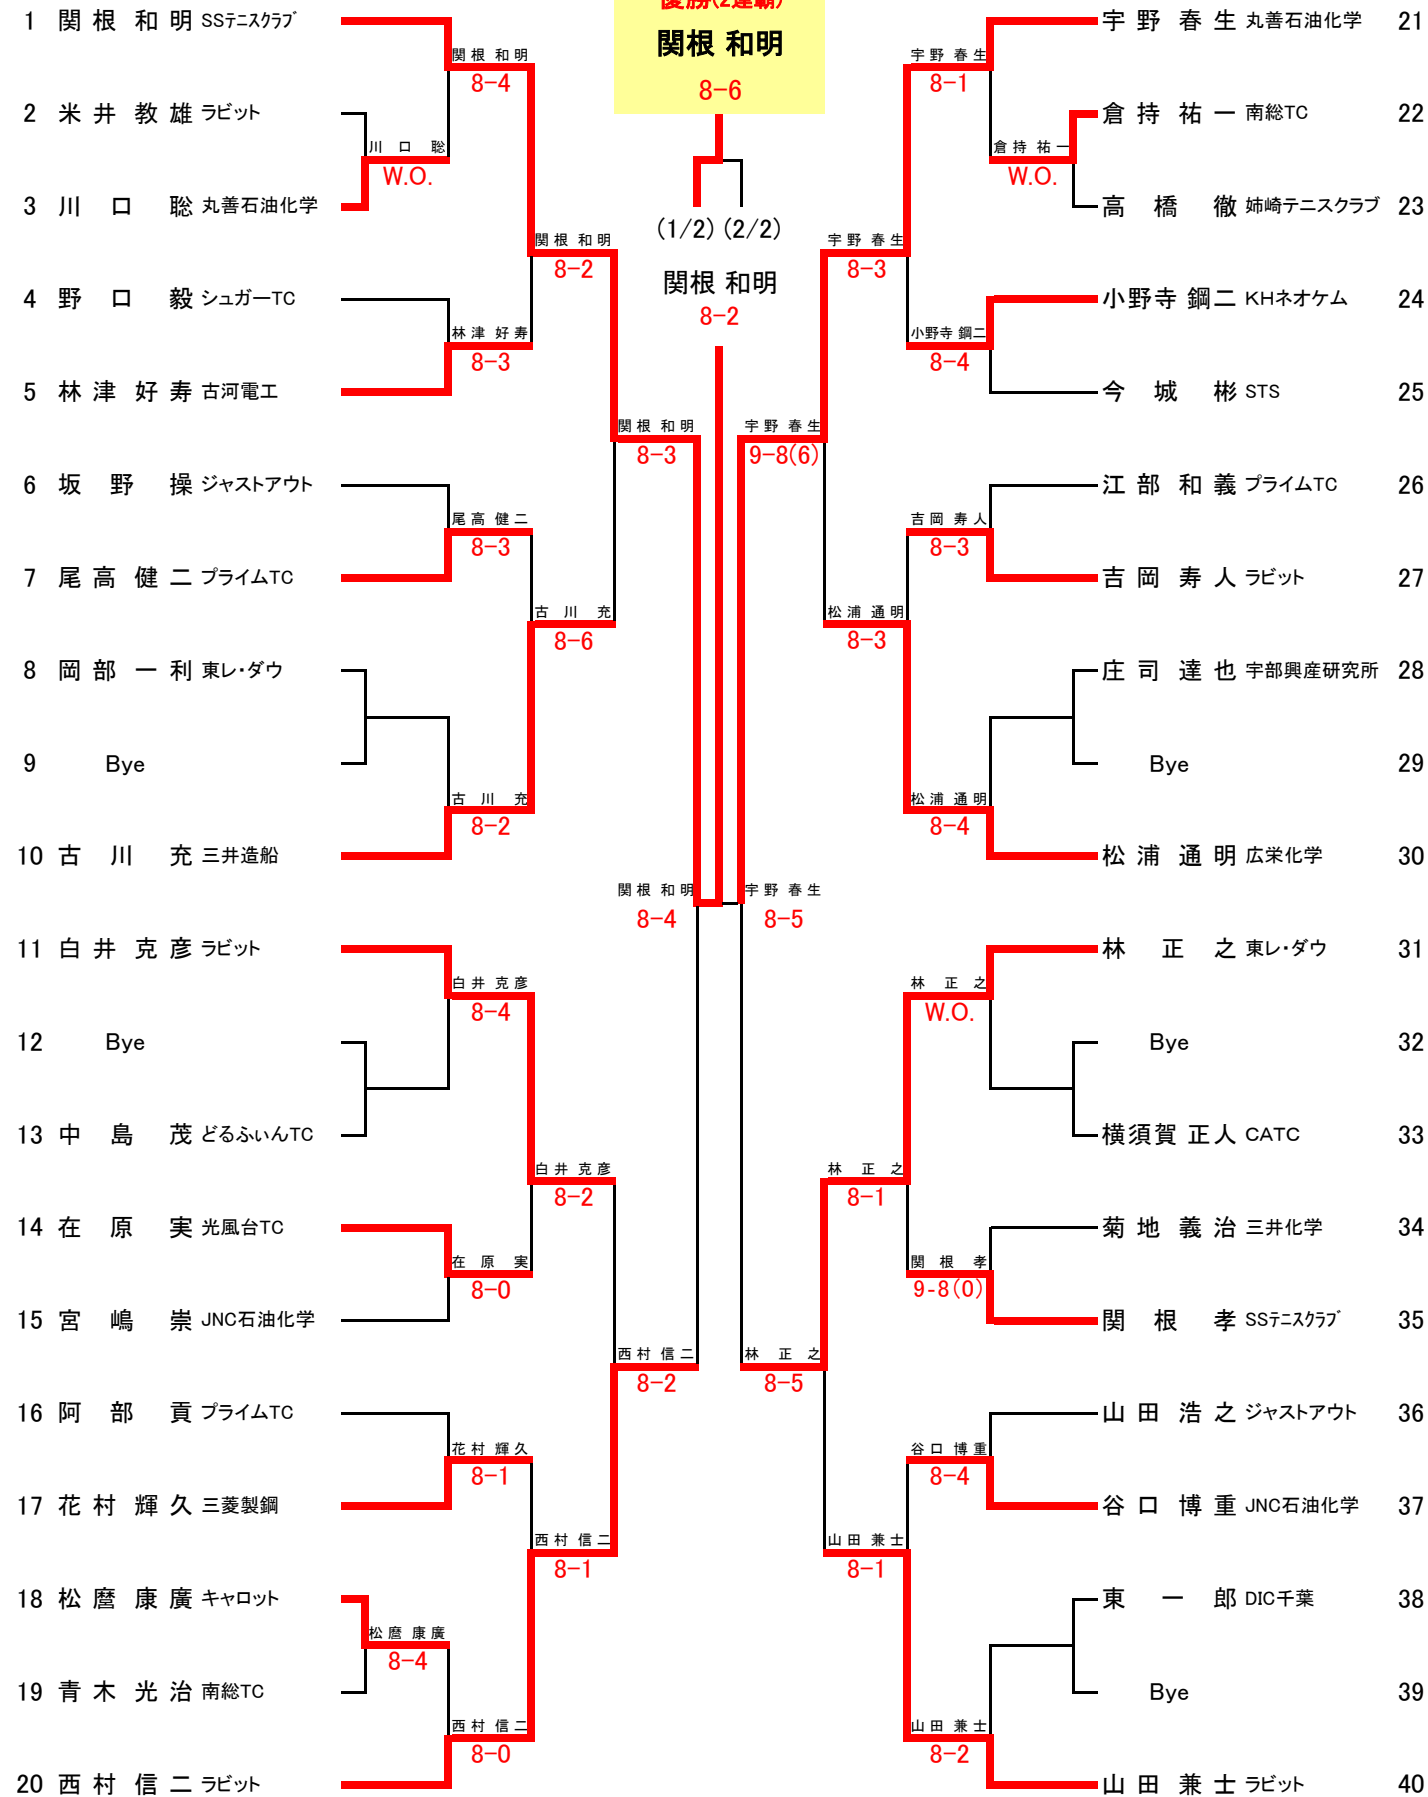 優勝(2連覇)
関根 和明
8-6
(1/2) (2/2)
関根 和明
8-2
1 関根 和明 SSテニスクラブ
2 米井 教雄 ラビット
3 川口 聡 丸善石油化学
4 野口 毅 シュガーTC
5 林津 好寿 古河電工
6 坂野 操 ジャストアウト
7 尾高 健二 プライムTC
8 岡部 一利 東レ・ダウ
9 Bye
10 古川 充 三井造船
11 白井 克彦 ラビット
12 Bye
13 中島 茂 どるふぃんTC
14 在原 実 光風台TC
15 宮嶋 崇 JNC石油化学
16 阿部 貢 プライムTC
17 花村 輝久 三菱製鋼
18 松麿 康廣 キャロット
19 青木 光治 南総TC
20 西村 信二 ラビット
川口 聡
W.O.
松麿 康廣
8-4
関根 和明
8-4
林津 好寿
8-3
尾高 健二
8-3
古川 充
8-2
白井 克彦
8-4
在原 実
8-0
花村 輝久
8-1
西村 信二
8-0
関根 和明
8-2
古川 充
8-6
白井 克彦
8-2
西村 信二
8-1
関根 和明
8-3
西村 信二
8-2
関根 和明
8-4
宇野 春生
8-5
宇野 春生
9-8(6)
林 正之
8-5
宇野 春生
8-3
松浦 通明
8-3
林 正之
8-1
山田 兼士
8-1
宇野 春生
8-1
小野寺 鋼二
8-4
吉岡 寿人
8-3
松浦 通明
8-4
林 正之
W.O.
関根 孝
9-8(0)
谷口 博重
8-4
山田 兼士
8-2
倉持 祐一
W.O.
宇野 春生 丸善石油化学 21
倉持 祐一 南総TC 22
高橋 徹 姉崎テニスクラブ 23
小野寺 鋼二 KHネオケム 24
今城 彬 STS 25
江部 和義 プライムTC 26
吉岡 寿人 ラビット 27
庄司 達也 宇部興産研究所 28
Bye 29
松浦 通明 広栄化学 30
林 正之 東レ・ダウ 31
Bye 32
横須賀 正人 CATC 33
菊地 義治 三井化学 34
関根 孝 SSテニスクラブ 35
山田 浩之 ジャストアウト 36
谷口 博重 JNC石油化学 37
東 一郎 DIC千葉 38
Bye 39
山田 兼士 ラビット 40